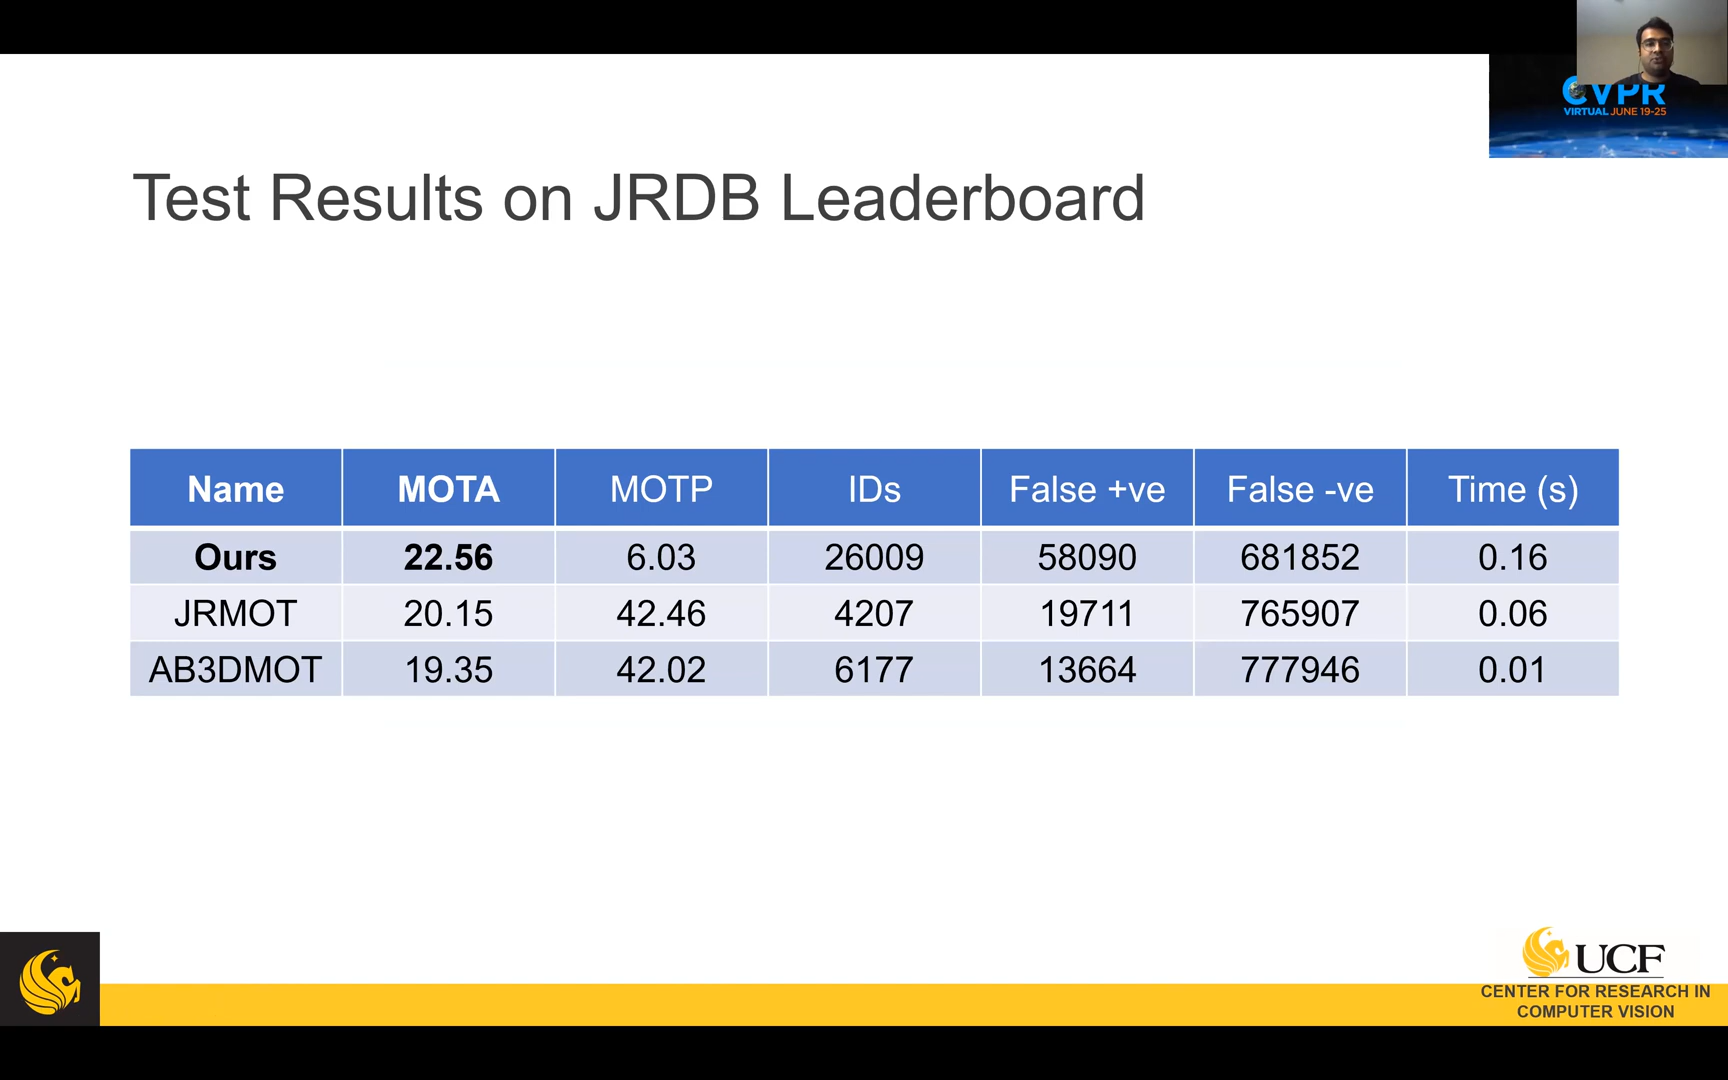 CVPR
VIRTUAL JUNE 19-25
Test Results on JRDB Leaderboard
Name MOTA MOTP IDs False +ve False -ve Time (s)
Ours 22.56 6.03 26009 58090 681852 0.16
JRMOT 20.15 42.46 4207 19711 765907 0.06
AB3DMOT 19.35 42.02 6177 13664 777946 0.01
UCF
CENTER FOR RESEARCH IN
COMPUTER VISION